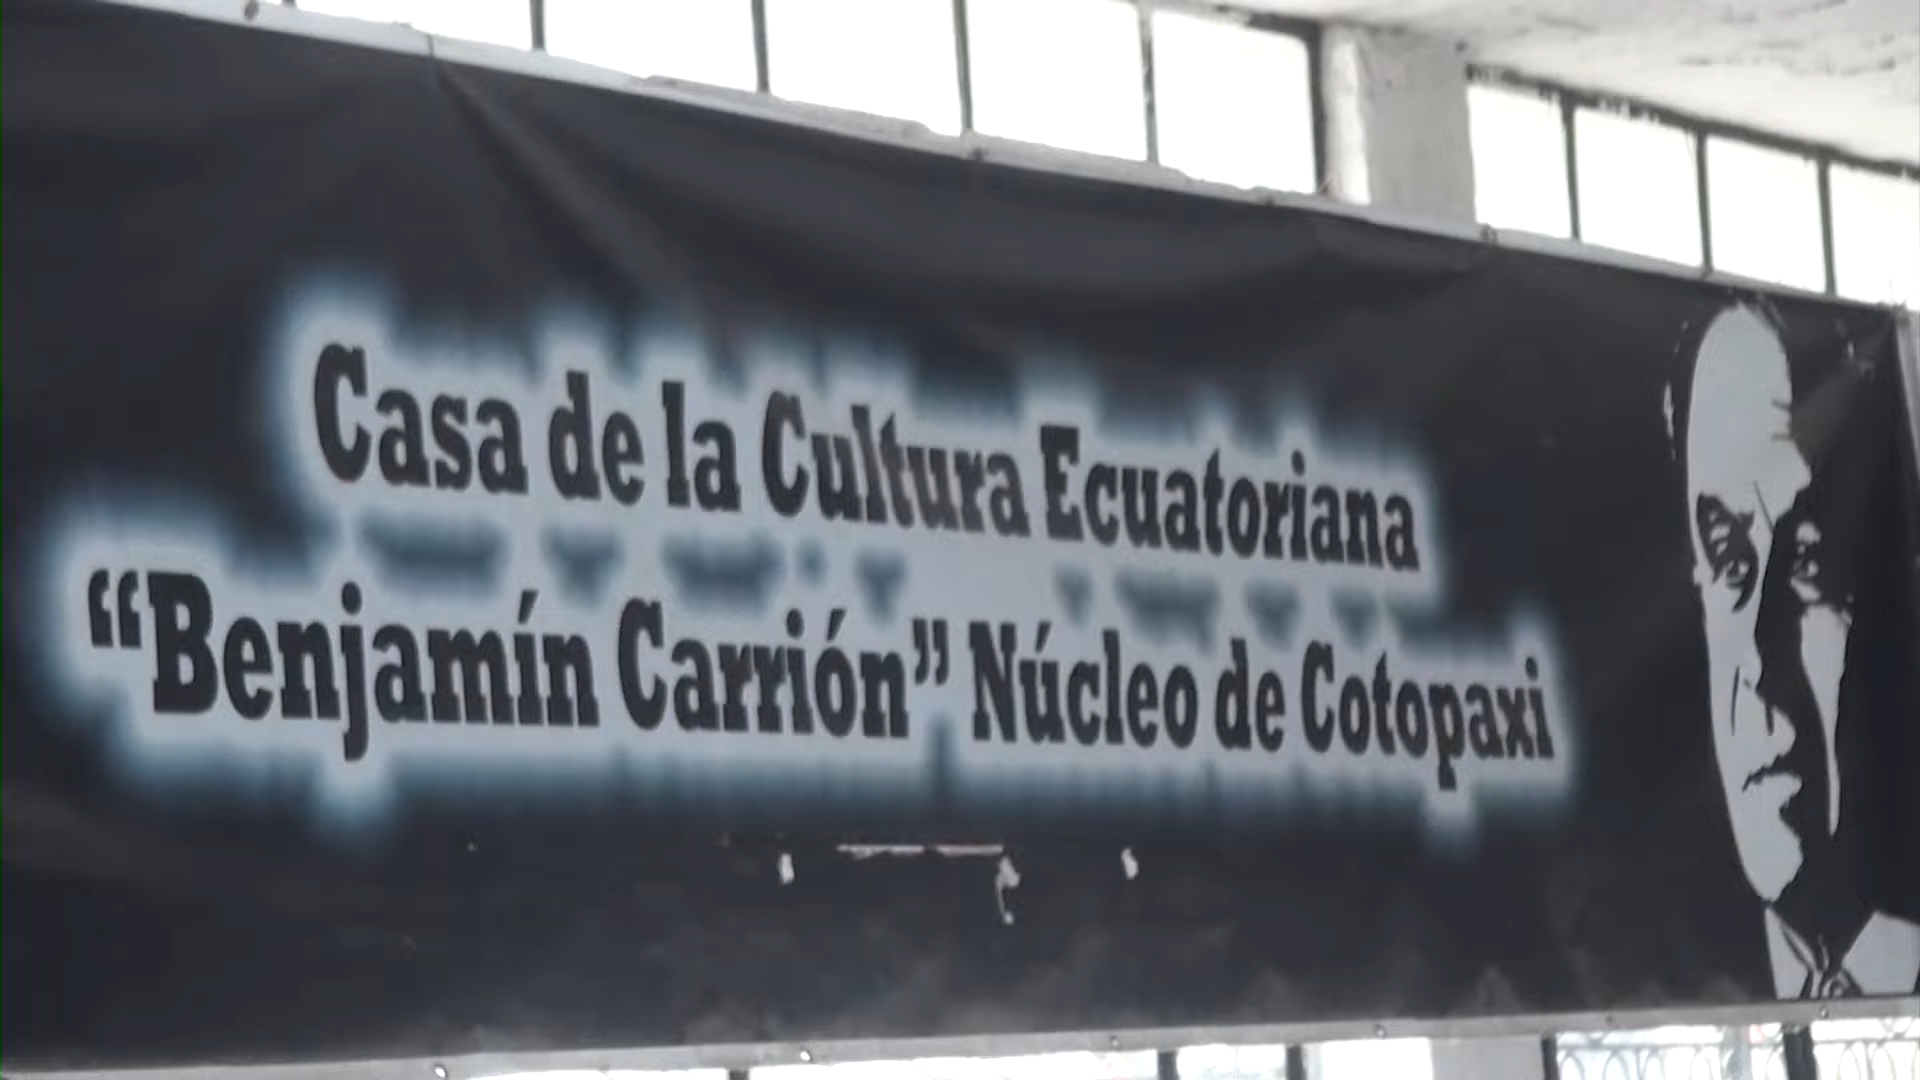 Casa de la Cultura Ecuatoriana
“Benjamín Carrión” Núcleo de Cotopaxi